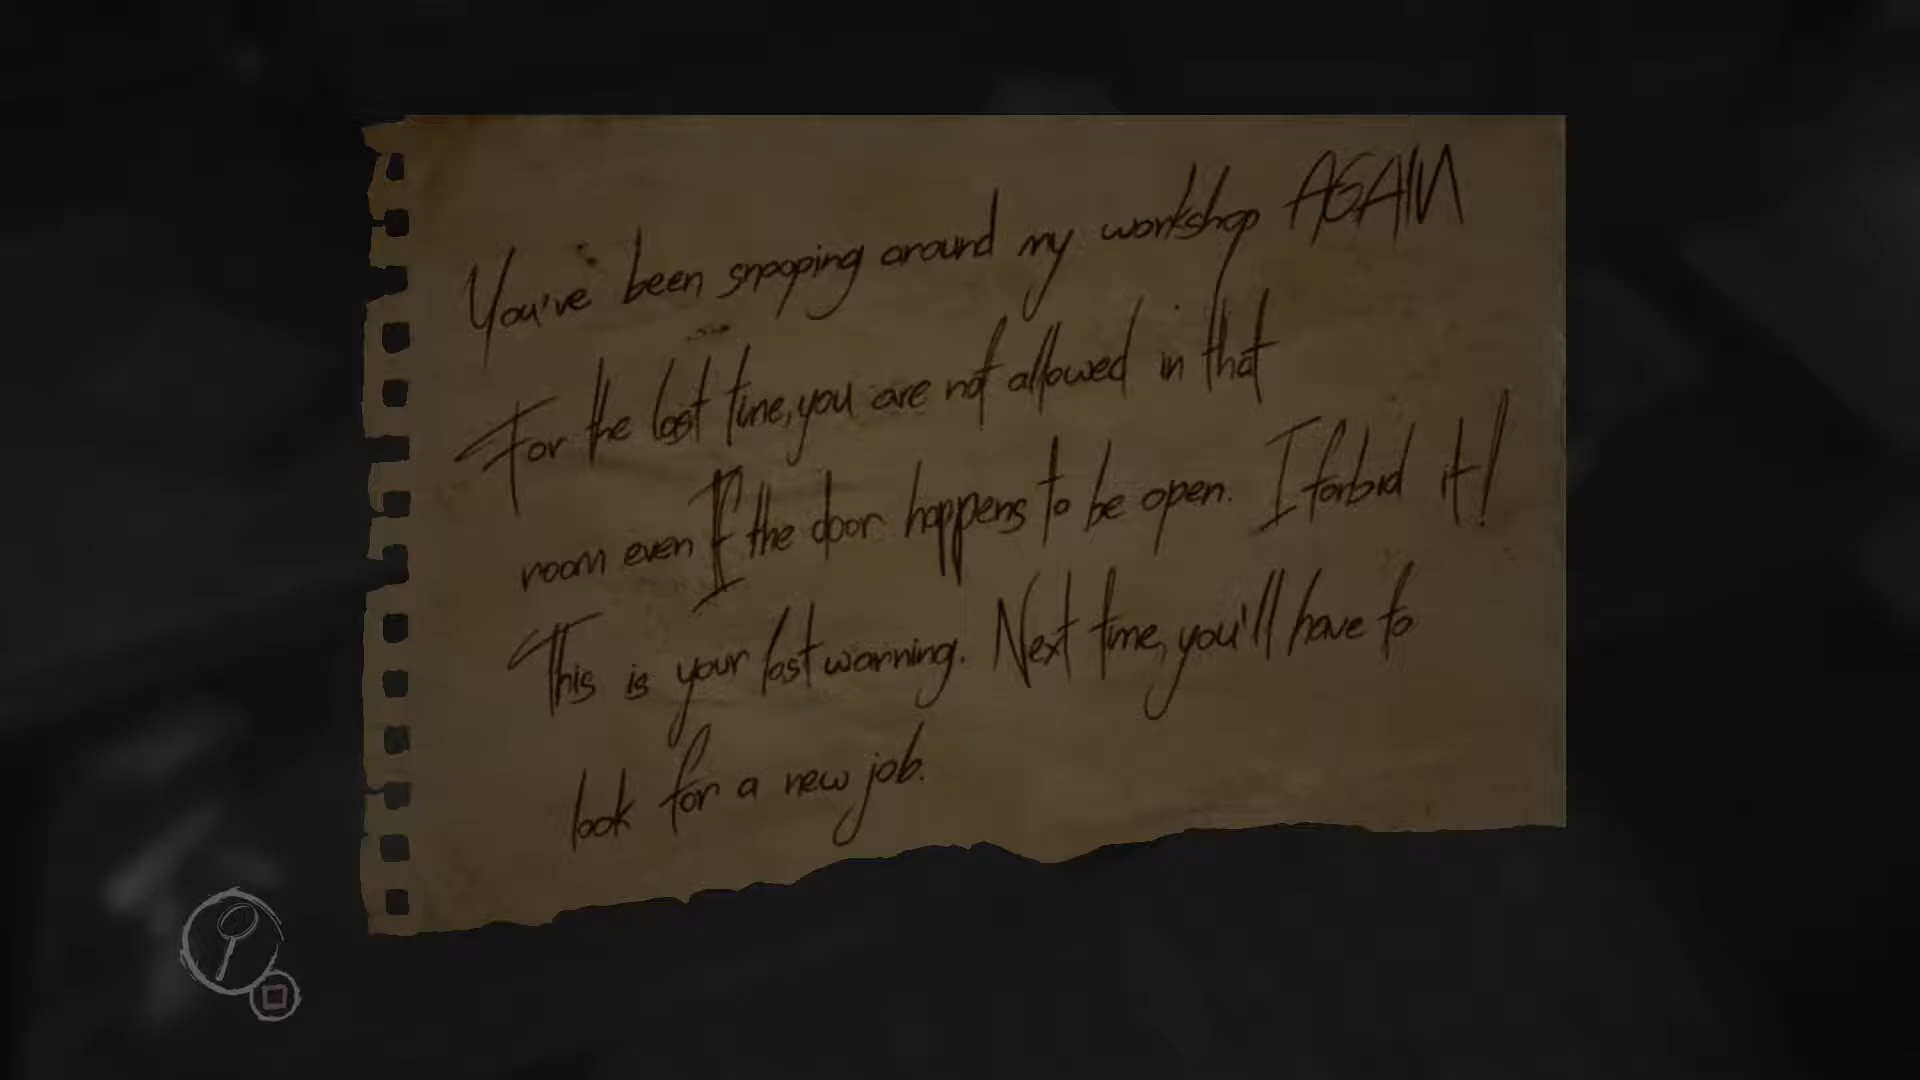 You've been snooping around my workshop AGAIN
For the last time, you are not allowed in that
room even If the door happens to be open. I forbid it!
This is your last warning. Next time, you'll have to
look for a new job.